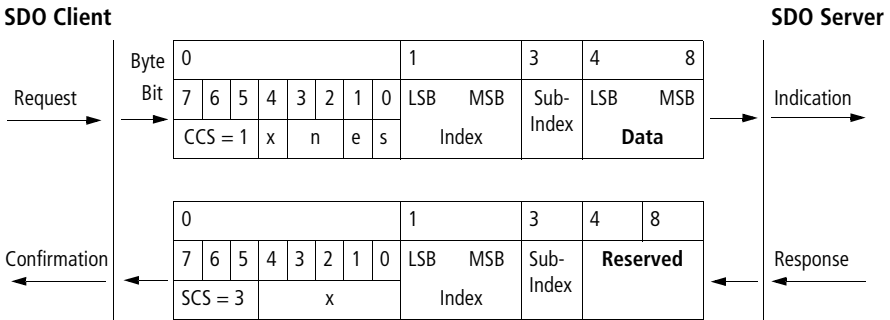 SDO Client SDO Server
Byte 0 1 3 4 8
Request Bit 7 6 5 4 3 2 1 0 LSB MSB Sub- LSB MSB Indication
Index
CCS = 1 x n e s Index Data
0 1 3 4 8
Confirmation 7 6 5 4 3 2 1 0 LSB MSB Sub- Reserved Response
Index
SCS = 3 x Index